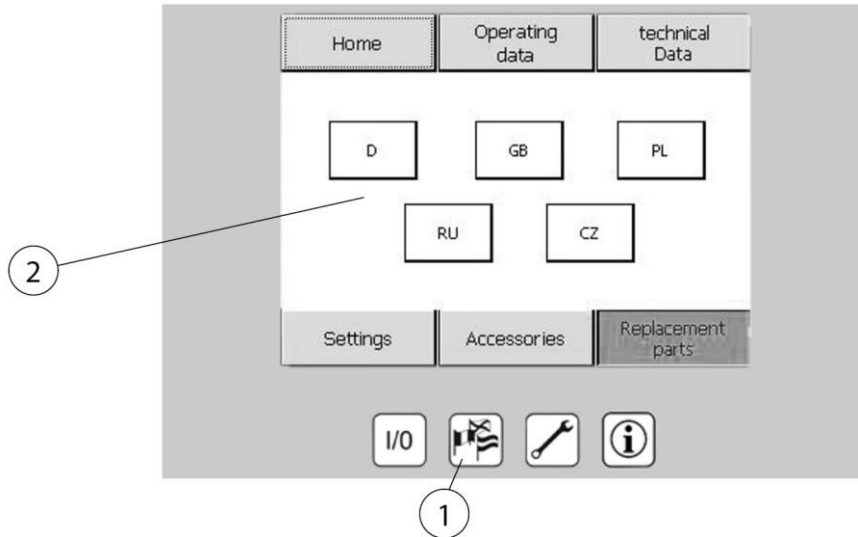 Home
Operating
data
technical
Data
D
GB
PL
RU
CZ
2
Settings
Accessories
Replacement
parts
I/0
i
1